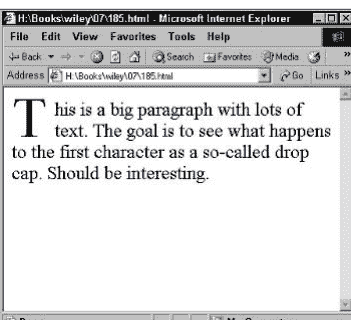 H:\Books\wiley\07\185.html - Microsoft Internet Explorer
File Edit View Favorites Tools Help
Back Search Favorites Media
Address H:\Books\wiley\07\185.html Go Links »
This is a big paragraph with lots of
text. The goal is to see what happens
to the first character as a so-called drop
cap. Should be interesting.